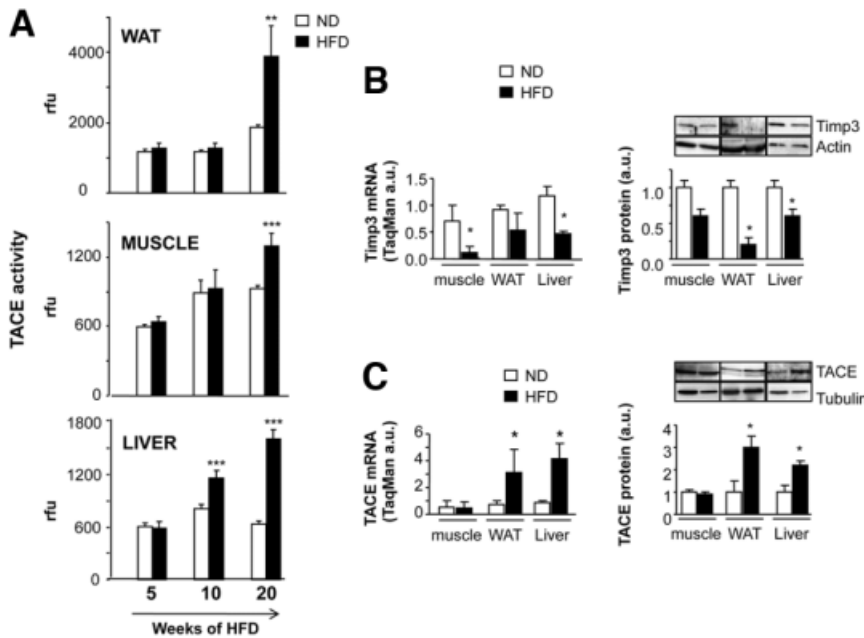 A
WAT
ND
HFD
**
4000
2000
0
rfu
MUSCLE
***
1200
600
0
rfu
TACE activity
LIVER
***
***
1800
1200
600
0
rfu
5 10 20
Weeks of HFD
B
ND
HFD
Timp3 mRNA
(TaqMan a.u.)
1.5
1.0
0.5
0.0
* *
muscle WAT Liver
Timp3
Actin
Timp3 protein (a.u.)
1.0
0.5
0.0
* *
muscle WAT Liver
C
ND
HFD
TACE mRNA
(TaqMan a.u.)
6
4
2
0
* *
muscle WAT Liver
TACE
Tubulin
TACE protein (a.u.)
4
3
2
1
0
* *
muscle WAT Liver